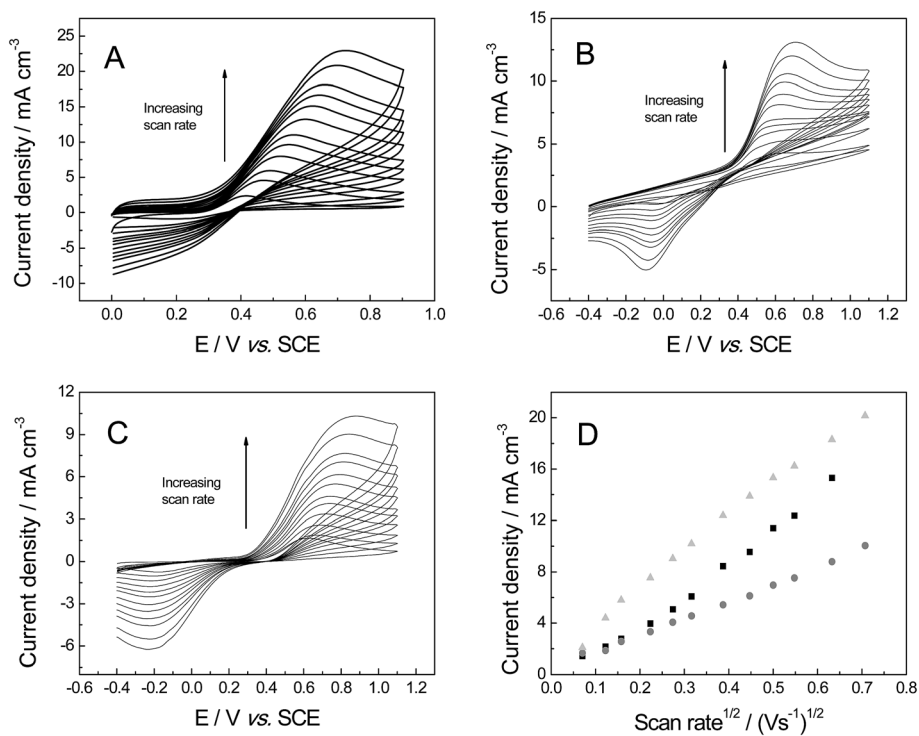 A
Increasing
scan rate
Current density / mA cm-3
25
20
15
10
5
0
-5
-10
0.0 0.2 0.4 0.6 0.8 1.0
E / V vs. SCE
B
Increasing
scan rate
Current density / mA cm-3
15
10
5
0
-5
-0.6 -0.4 -0.2 0.0 0.2 0.4 0.6 0.8 1.0 1.2
E / V vs. SCE
C
Increasing
scan rate
Current density / mA cm-3
12
9
6
3
0
-3
-6
-0.6 -0.4 -0.2 0.0 0.2 0.4 0.6 0.8 1.0 1.2
E / V vs. SCE
D
Current density / mA cm-3
20
16
12
8
4
0
0.0 0.1 0.2 0.3 0.4 0.5 0.6 0.7 0.8
Scan rate1/2 / (Vs-1)1/2